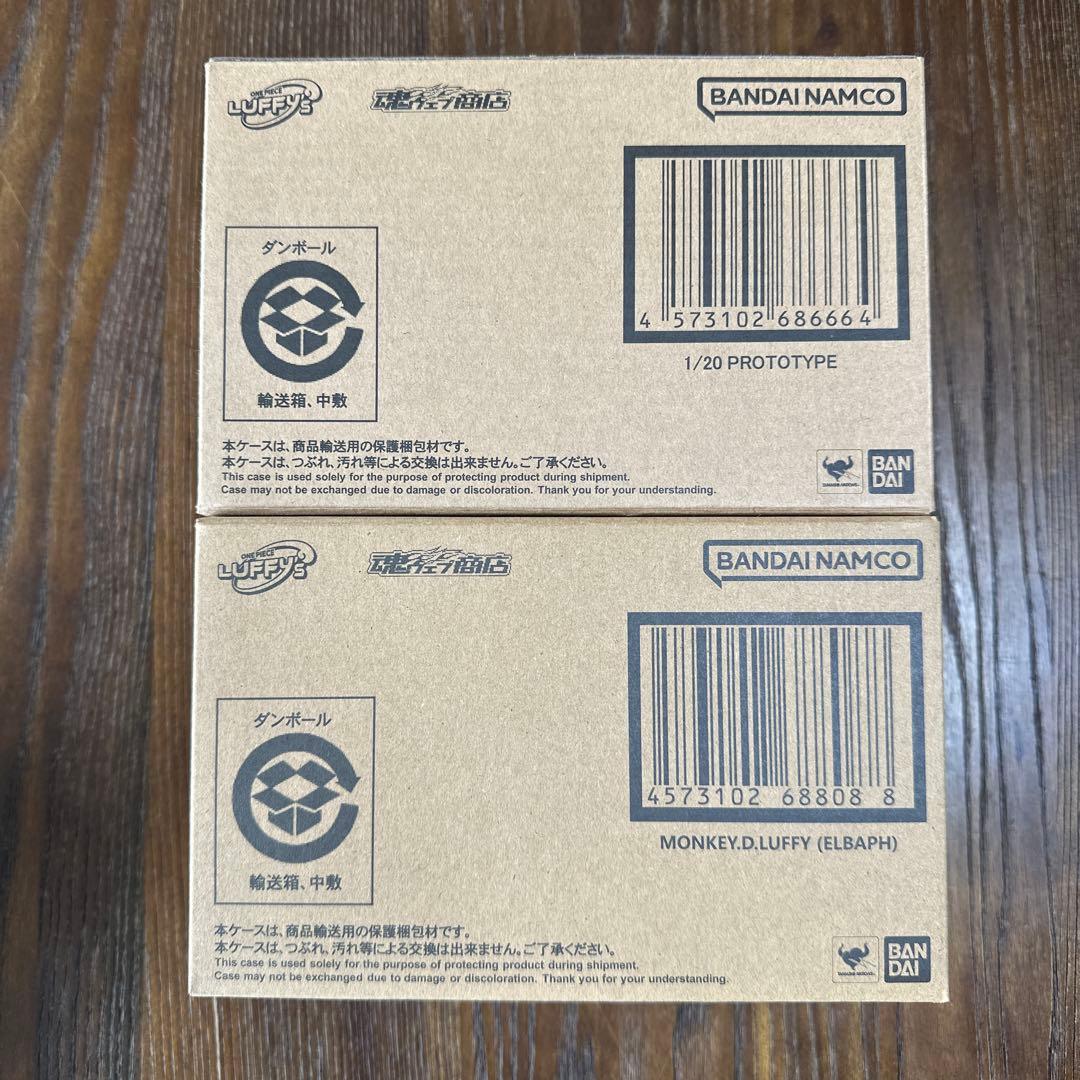 ONE PIECE
LUFFY's
魂ウェブ商店
BANDAI NAMCO
ダンボール
輸送箱、中敷
4 573102 686664
1/20 PROTOTYPE
本ケースは、商品輸送用の保護梱包材です。
本ケースは、つぶれ、汚れ等による交換は出来ません。ご了承ください。
This case is used solely for the purpose of protecting product during shipment.
Case may not be exchanged due to damage or discoloration. Thank you for your understanding.
TAMASHII NATIONS
BAN
DAI
ONE PIECE
LUFFY's
魂ウェブ商店
BANDAI NAMCO
ダンボール
輸送箱、中敷
4573102 68808 8
MONKEY.D.LUFFY (ELBAPH)
本ケースは、商品輸送用の保護梱包材です。
本ケースは、つぶれ、汚れ等による交換は出来ません。ご了承ください。
This case is used solely for the purpose of protecting product during shipment.
Case may not be exchanged due to damage or discoloration. Thank you for your understanding.
TAMASHII NATIONS
BAN
DAI